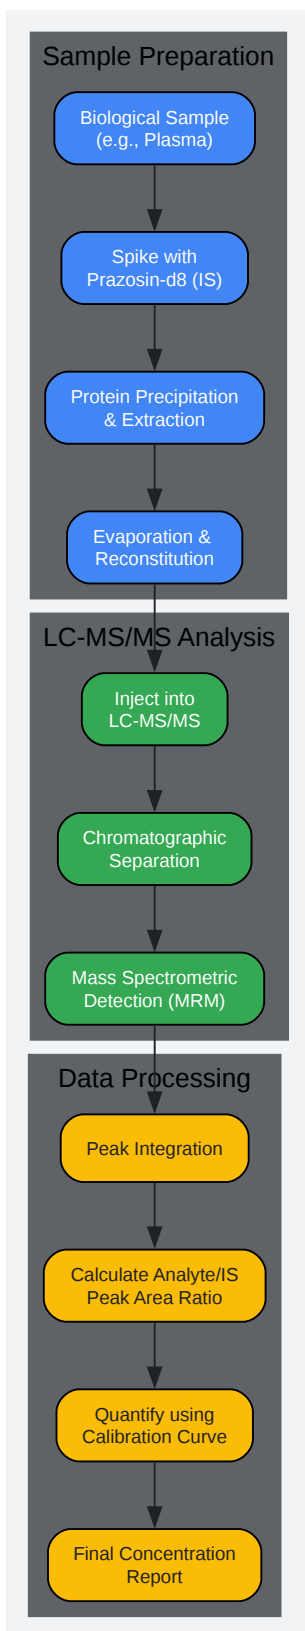 Sample Preparation
Biological Sample
(e.g., Plasma)
Spike with
Prazosin-d8 (IS)
Protein Precipitation
& Extraction
Evaporation &
Reconstitution
LC-MS/MS Analysis
Inject into
LC-MS/MS
Chromatographic
Separation
Mass Spectrometric
Detection (MRM)
Data Processing
Peak Integration
Calculate Analyte/IS
Peak Area Ratio
Quantify using
Calibration Curve
Final Concentration
Report